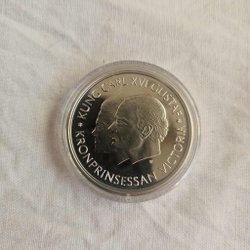 KUNG CARL XVI GUSTAF
KRONPRINSESSAN VICTORIA